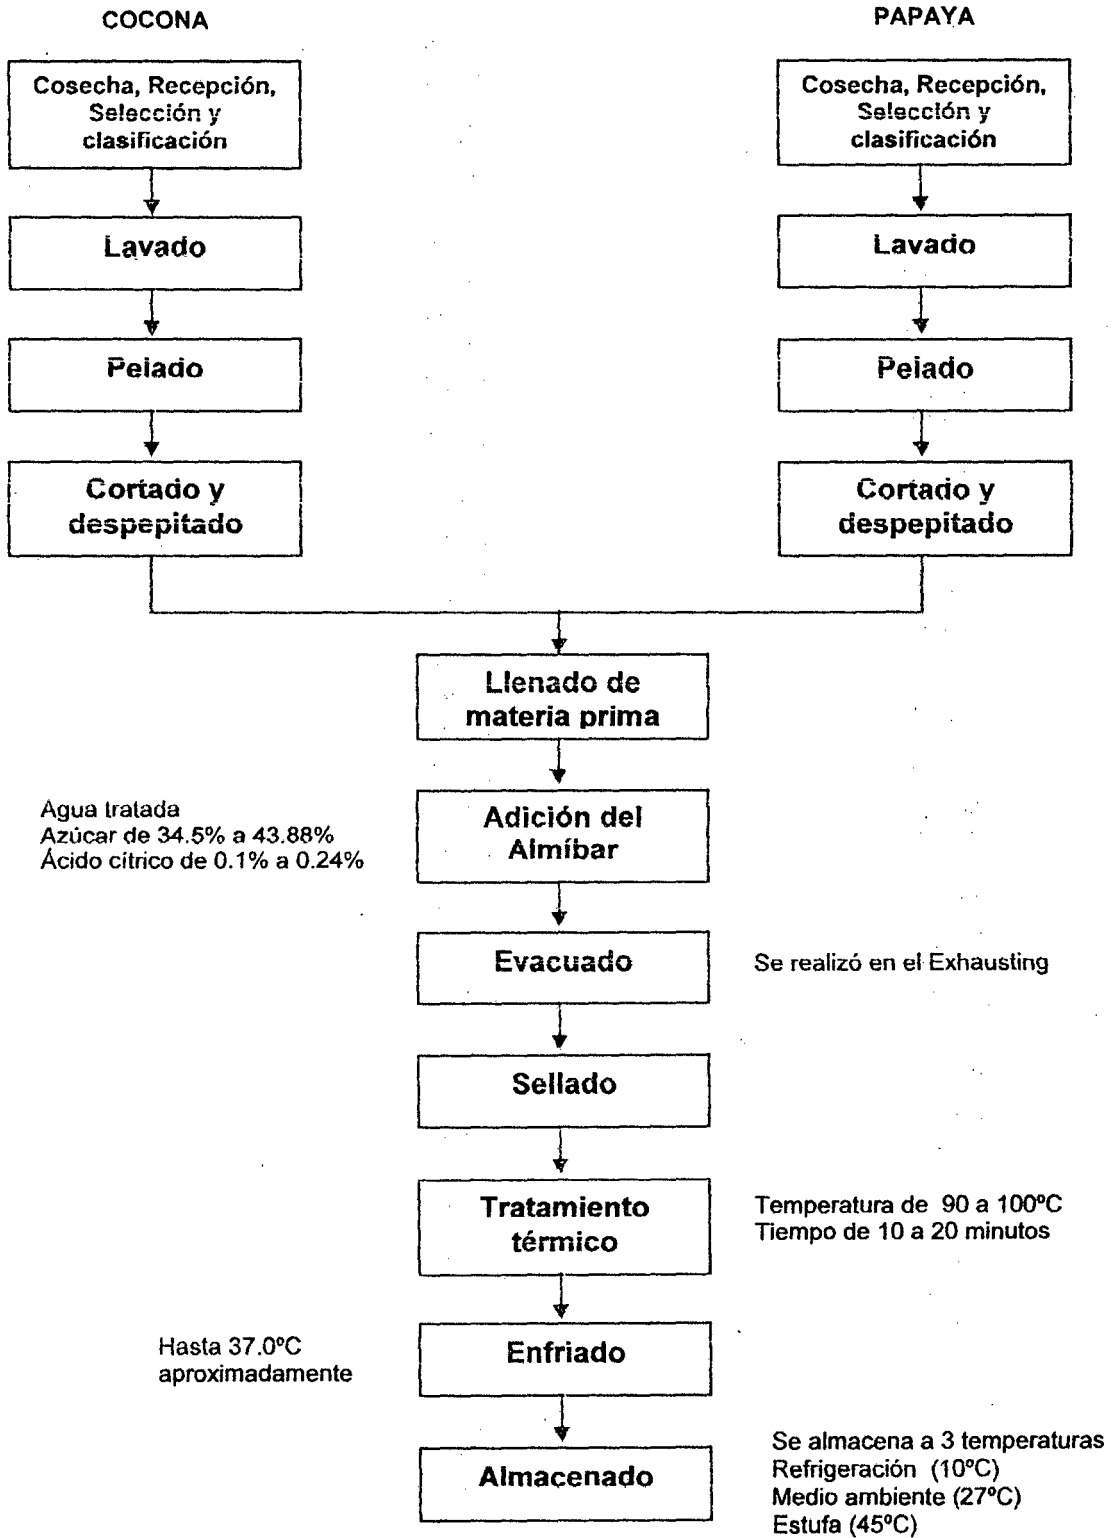 COCONA
Cosecha, Recepción,
Selección y
clasificación
Lavado
Pelado
Cortado y
despepitado
PAPAYA
Cosecha, Recepción,
Selección y
clasificación
Lavado
Pelado
Cortado y
despepitado
Llenado de
materia prima
Agua tratada
Azúcar de 34.5% a 43.88%
Ácido cítrico de 0.1% a 0.24%
Adición del
Almíbar
Evacuado
Se realizó en el Exhausting
Sellado
Tratamiento
térmico
Temperatura de 90 a 100ºC
Tiempo de 10 a 20 minutos
Hasta 37.0ºC
aproximadamente
Enfriado
Almacenado
Se almacena a 3 temperaturas
Refrigeración (10ºC)
Medio ambiente (27ºC)
Estufa (45ºC)